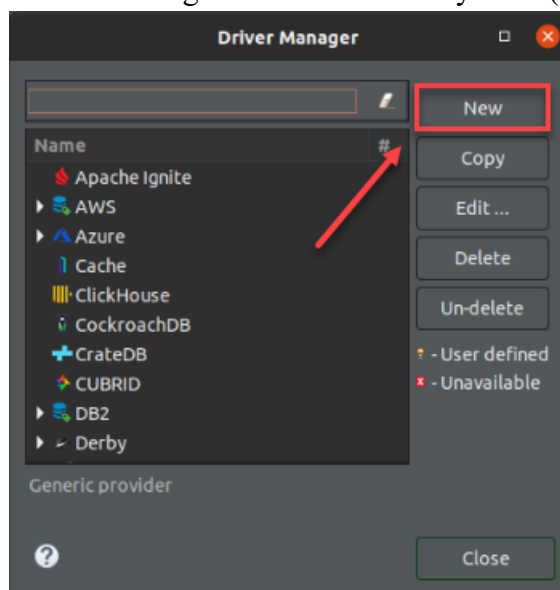 Driver Manager
New
Name #
Copy
Apache Ignite
AWS
Edit ...
Azure
Cache
Delete
ClickHouse
Un-delete
CockroachDB
CrateDB
- User defined
CUBRID
- Unavailable
DB2
Derby
Generic provider
Close